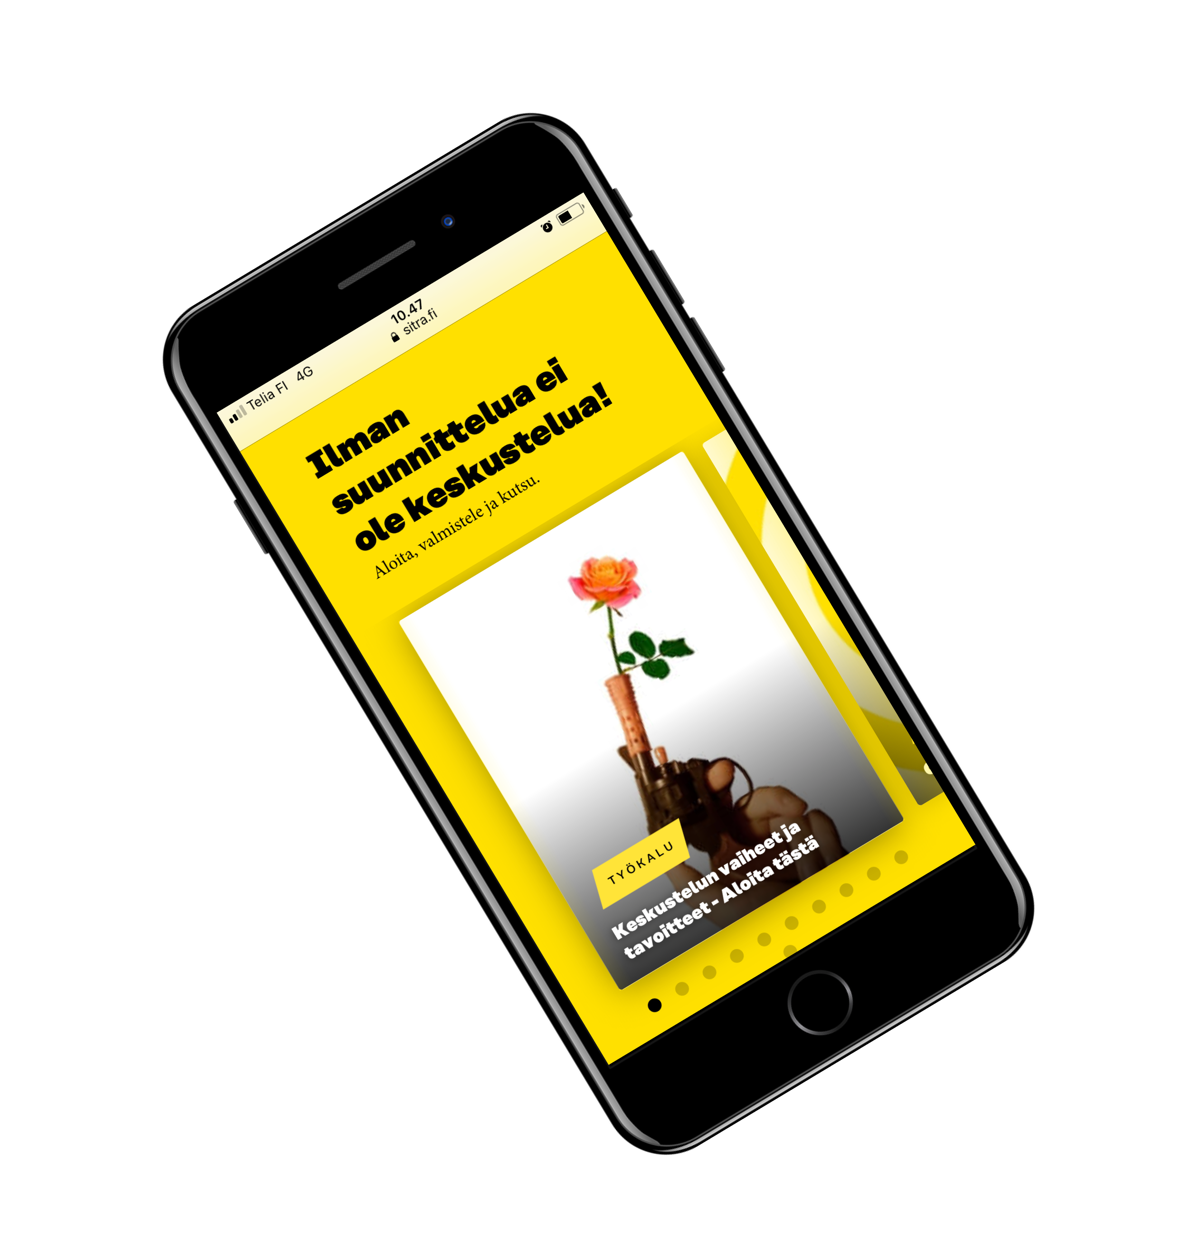 Telia FI 4G
10.47
sitra.fi
Ilman
suunnittelua ei
ole keskustelua!
Aloita, valmistele ja kutsu.
TYÖKALU
Keskustelun vaiheet ja
tavoitteet - Aloita tästä